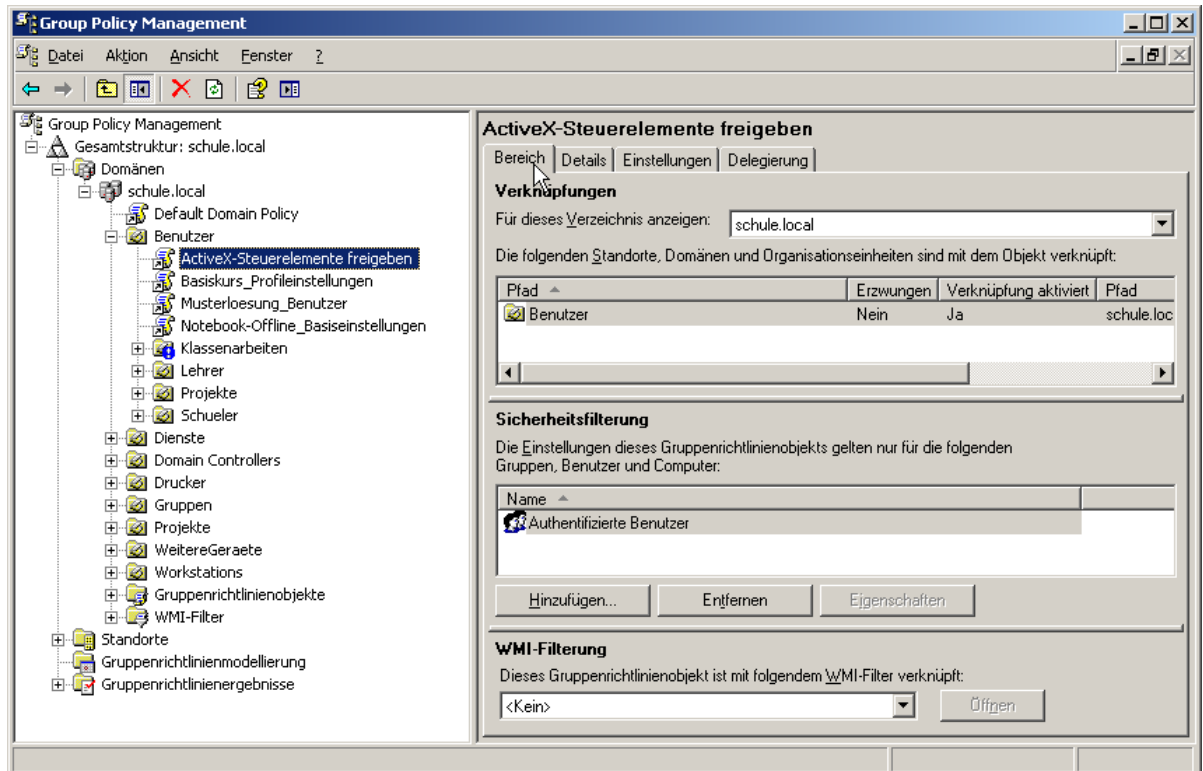 Group Policy Management
Datei Aktion Ansicht Fenster ?
Group Policy Management
Gesamtstruktur: schule.local
Domänen
schule.local
Default Domain Policy
Benutzer
ActiveX-Steuerelemente freigeben
Basiskurs_Profileinstellungen
Musterloesung_Benutzer
Notebook-Offline_Basiseinstellungen
Klassenarbeiten
Lehrer
Projekte
Schueler
Dienste
Domain Controllers
Drucker
Gruppen
Projekte
WeitereGeraete
Workstations
Gruppenrichtlinienobjekte
WMI-Filter
Standorte
Gruppenrichtlinienmodellierung
Gruppenrichtlinienergebnisse
ActiveX-Steuerelemente freigeben
Bereich Details Einstellungen Delegierung
Verknüpfungen
Für dieses Verzeichnis anzeigen: schule.local
Die folgenden Standorte, Domänen und Organisationseinheiten sind mit dem Objekt verknüpft:
Pfad Erzwungen Verknüpfung aktiviert Pfad
Benutzer Nein Ja schule.loc
Sicherheitsfilterung
Die Einstellungen dieses Gruppenrichtlinienobjekts gelten nur für die folgenden
Gruppen, Benutzer und Computer:
Name
Authentifizierte Benutzer
Hinzufügen... Entfernen Eigenschaften
WMI-Filterung
Dieses Gruppenrichtlinienobjekt ist mit folgendem WMI-Filter verknüpft:
<Kein> Öffnen